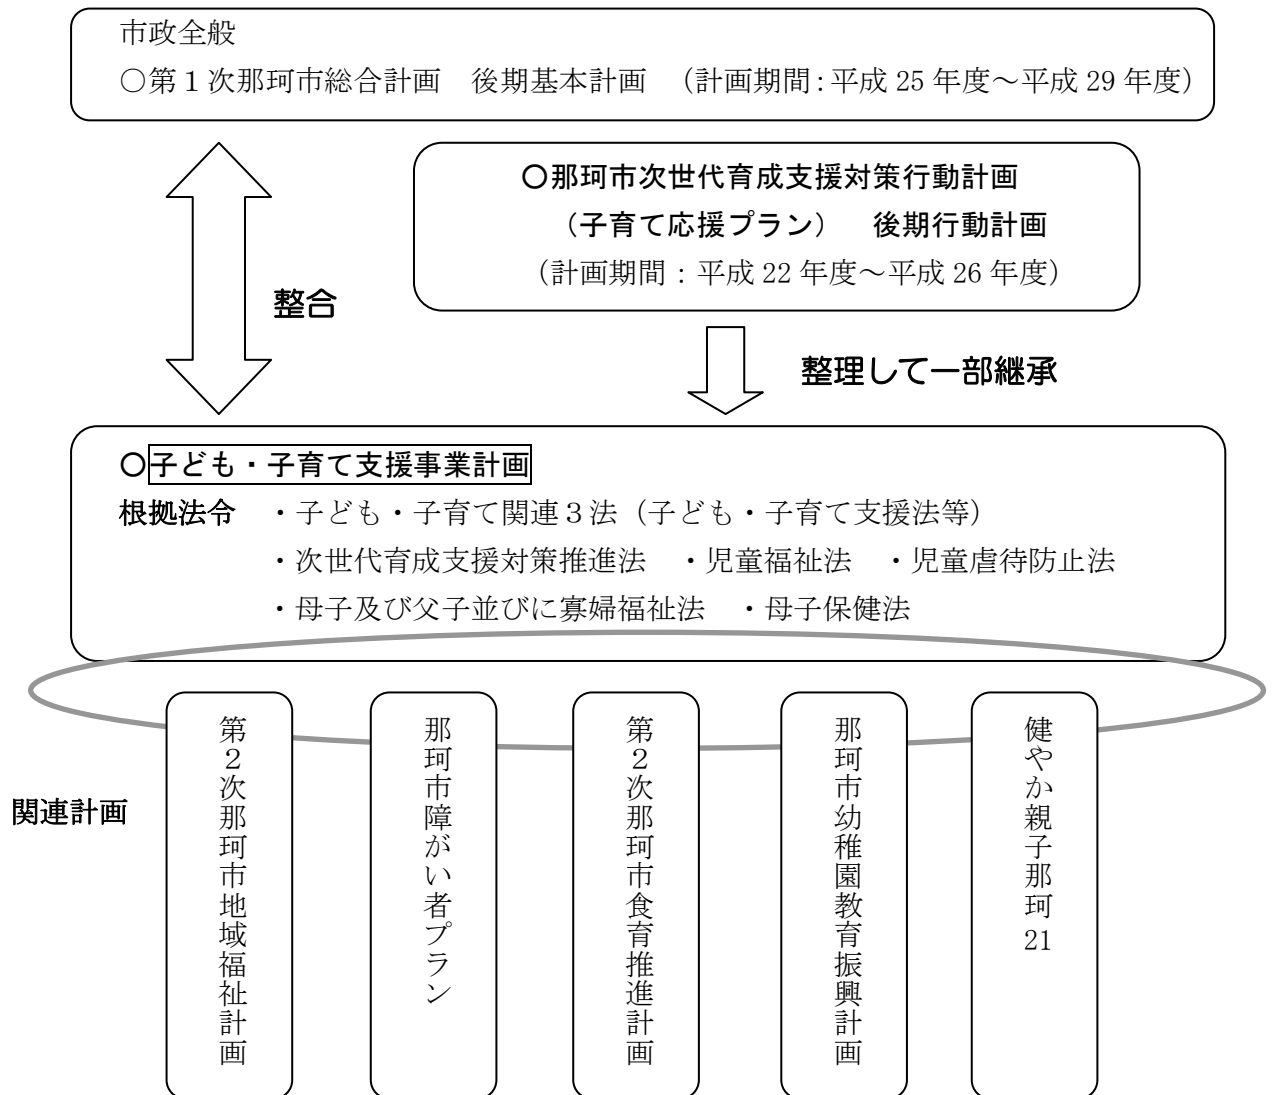 市政全般
○第１次那珂市総合計画　後期基本計画　（計画期間：平成 25 年度～平成 29 年度）
○那珂市次世代育成支援対策行動計画
（子育て応援プラン）　後期行動計画
（計画期間：平成 22 年度～平成 26 年度）
整合
整理して一部継承
○子ども・子育て支援事業計画
根拠法令　・子ども・子育て関連３法（子ども・子育て支援法等）
・次世代育成支援対策推進法　・児童福祉法　・児童虐待防止法
・母子及び父子並びに寡婦福祉法　・母子保健法
関連計画
第２次那珂市地域福祉計画
那珂市障がい者プラン
第２次那珂市食育推進計画
那珂市幼稚園教育振興計画
健やか親子那珂 21